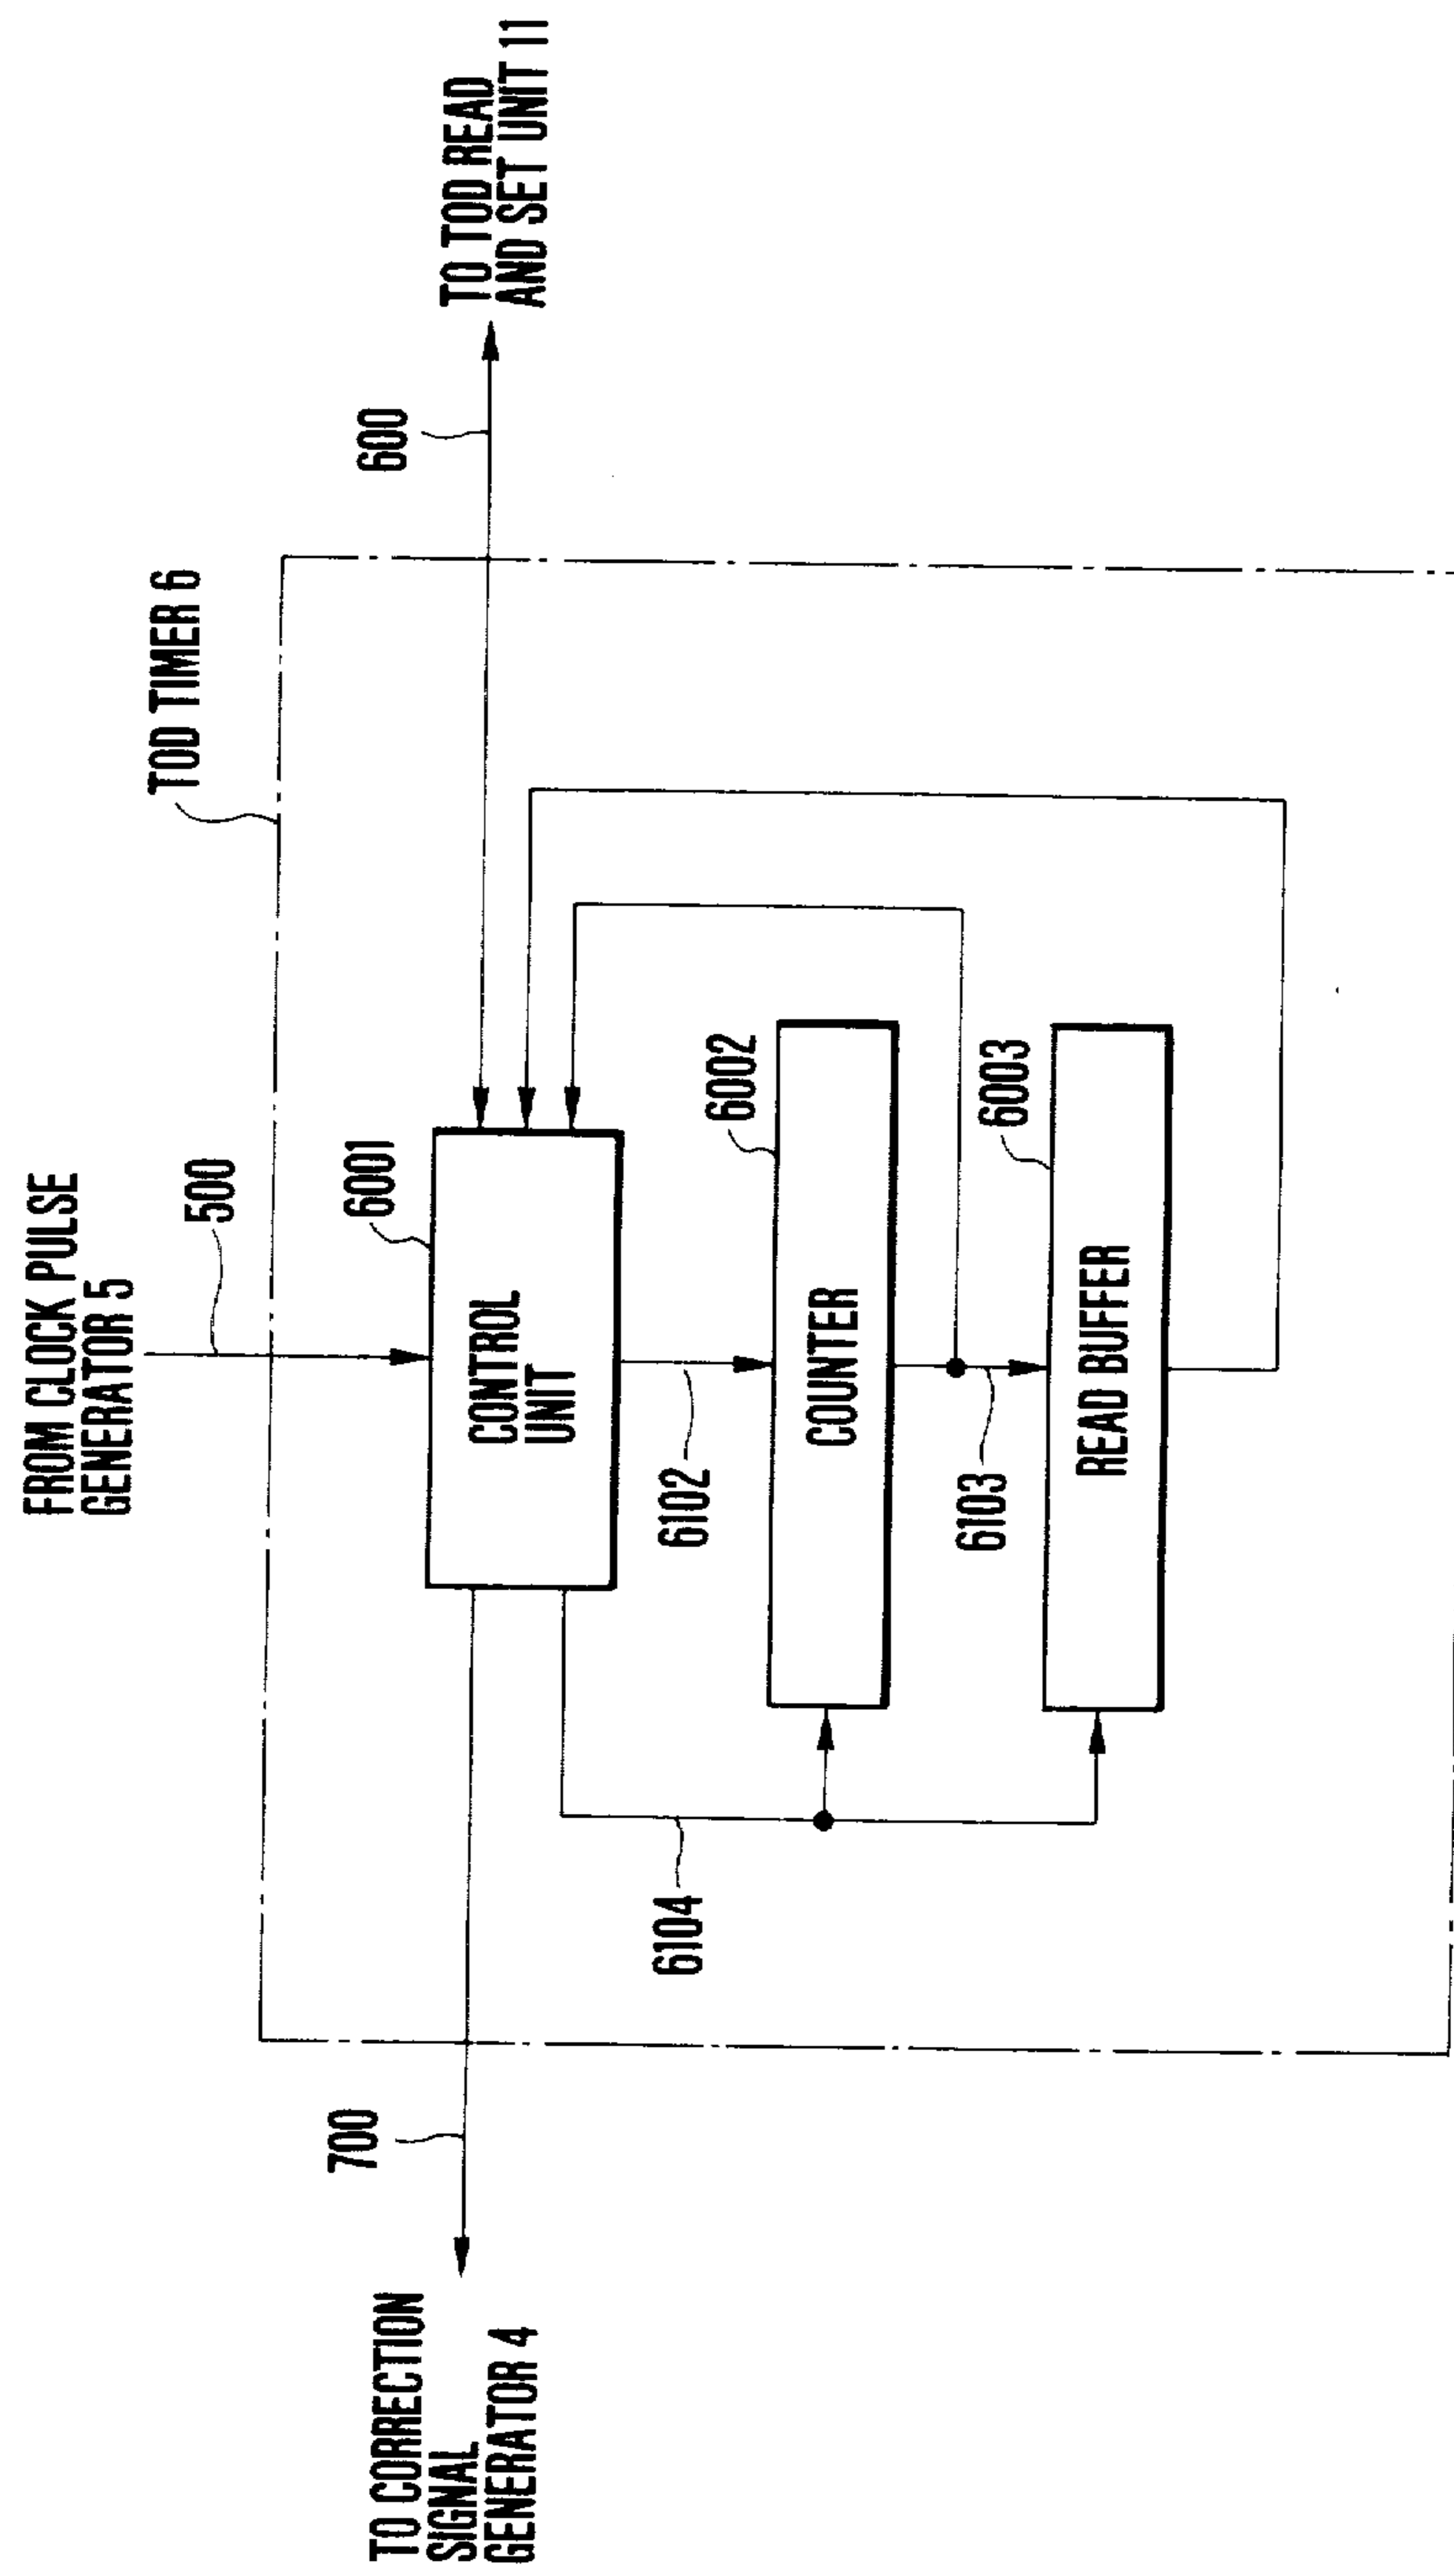 FROM CLOCK PULSE
GENERATOR 5
500
TOD TIMER 6
TO CORRECTION
SIGNAL
GENERATOR 4
700
6001
CONTROL
UNIT
600
TO TOD READ
AND SET UNIT 11
6104
6102
6002
COUNTER
6103
6003
READ BUFFER